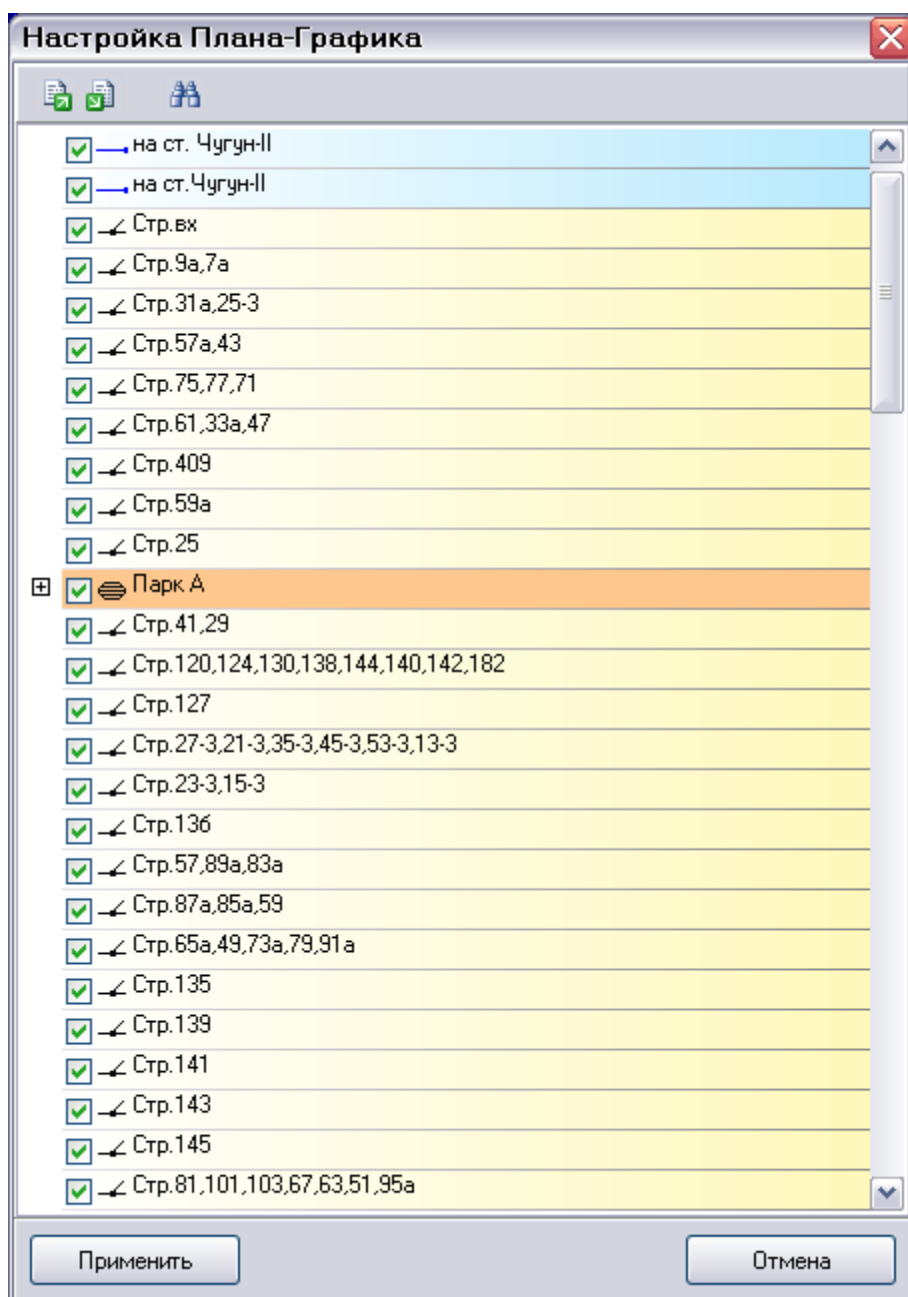 Настройка Плана-Графика
на ст. Чугун-II
на ст.Чугун-II
Стр.вх
Стр.9а,7а
Стр.31а,25-3
Стр.57а,43
Стр.75,77,71
Стр.61,33а,47
Стр.409
Стр.59а
Стр.25
Парк А
Стр.41,29
Стр.120,124,130,138,144,140,142,182
Стр.127
Стр.27-3,21-3,35-3,45-3,53-3,13-3
Стр.23-3,15-3
Стр.136
Стр.57,89а,83а
Стр.87а,85а,59
Стр.65а,49,73а,79,91а
Стр.135
Стр.139
Стр.141
Стр.143
Стр.145
Стр.81,101,103,67,63,51,95а
Применить Отмена